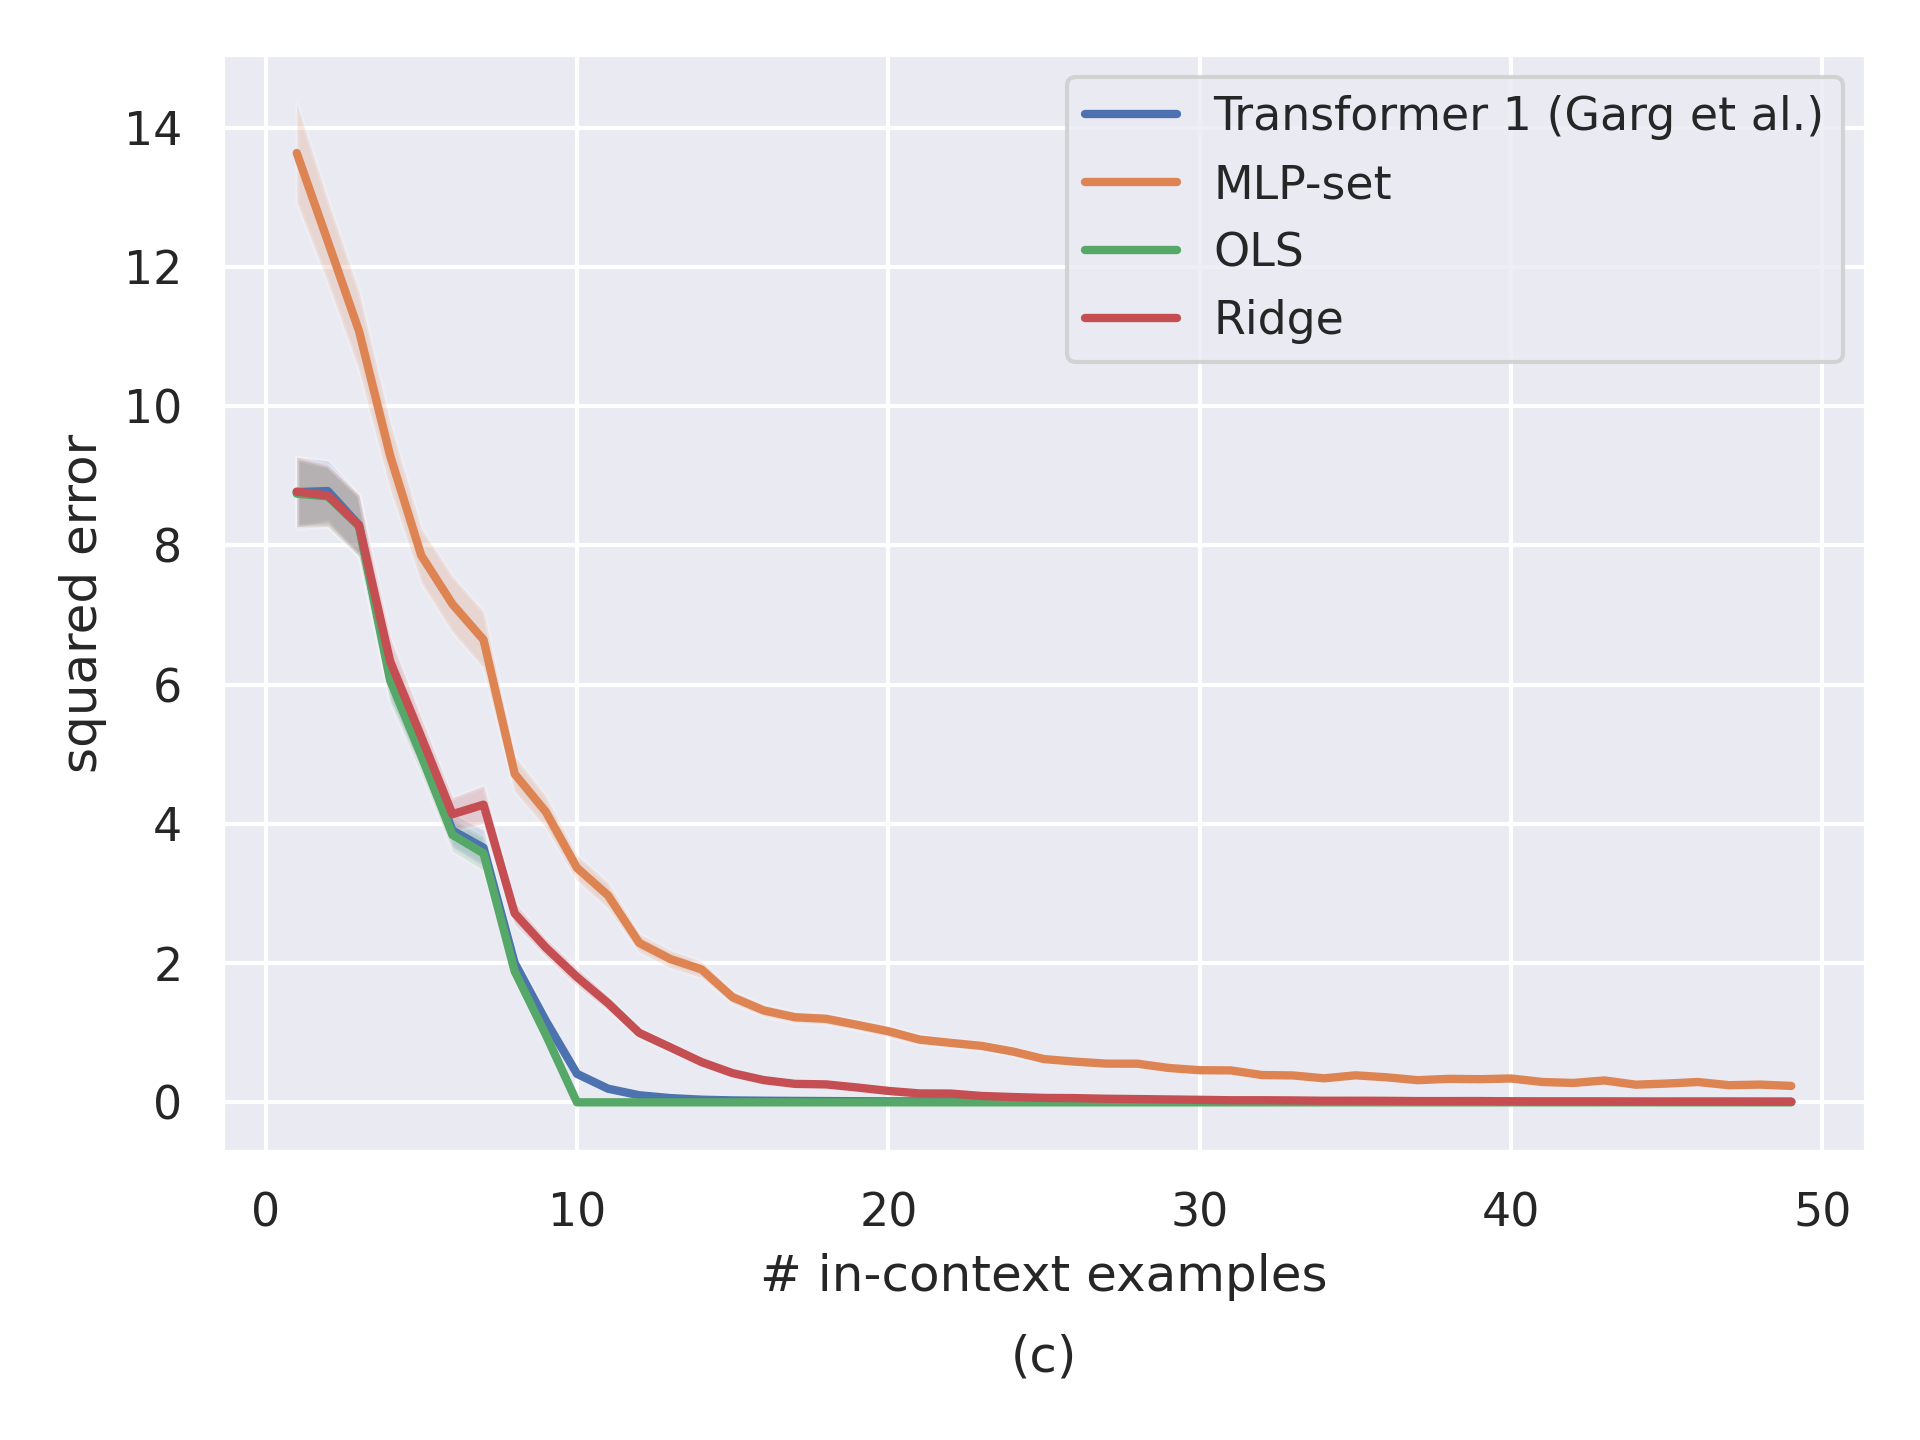 14
12
10
8
6
4
2
0
squared error
Transformer 1 (Garg et al.)
MLP-set
OLS
Ridge
0 10 20 30 40 50
# in-context examples
(c)